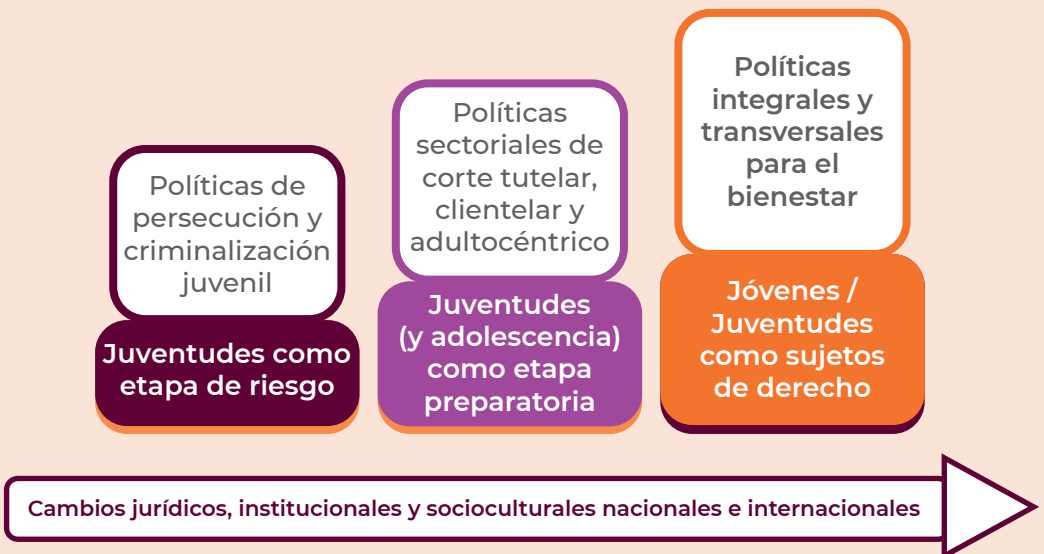 Políticas de
persecución y
criminalización
juvenil
Juventudes como
etapa de riesgo
Políticas
sectoriales de
corte tutelar,
clientelar y
adultocéntrico
Juventudes
(y adolescencia)
como etapa
preparatoria
Políticas
integrales y
transversales
para el
bienestar
Jóvenes /
Juventudes
como sujetos
de derecho
Cambios jurídicos, institucionales y socioculturales nacionales e internacionales